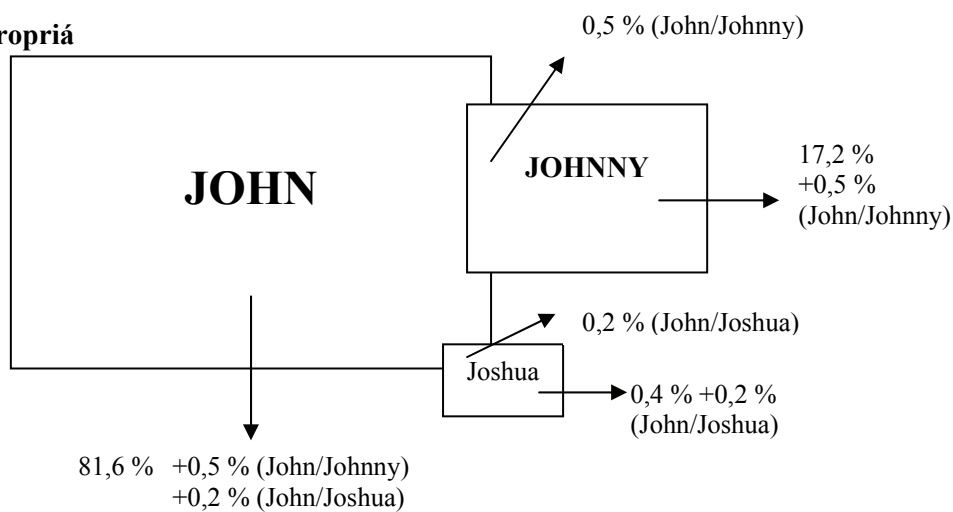 0,5 % (John/Johnny)
ropriá
JOHN
JOHNNY
17,2 %
+0,5 %
(John/Johnny)
0,2 % (John/Joshua)
Joshua
0,4 % +0,2 %
(John/Joshua)
81,6 % +0,5 % (John/Johnny)
+0,2 % (John/Joshua)